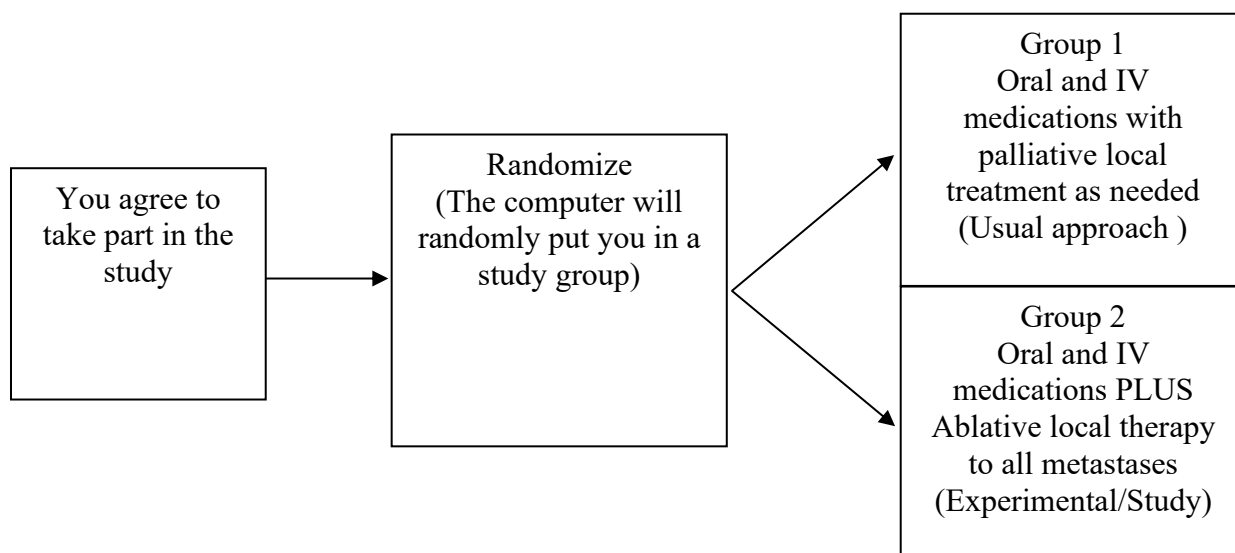 You agree to
take part in the
study
Randomize
(The computer will
randomly put you in a
study group)
Group 1
Oral and IV
medications with
palliative local
treatment as needed
(Usual approach )
Group 2
Oral and IV
medications PLUS
Ablative local therapy
to all metastases
(Experimental/Study)